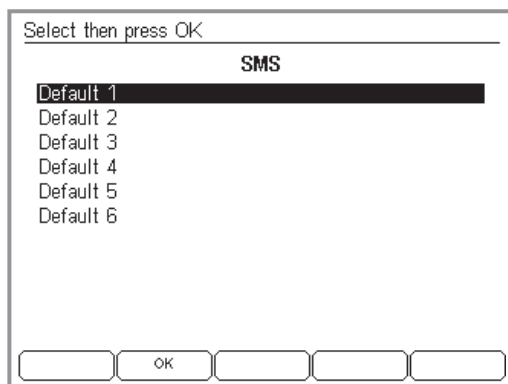 Select then press OK
SMS
Default 1
Default 2
Default 3
Default 4
Default 5
Default 6
OK